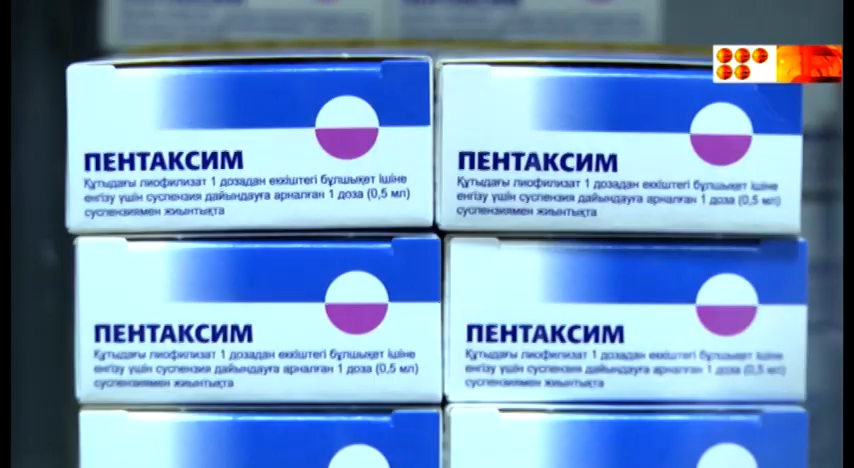 ПЕНТАКСИМ
Құтыдағы лиофилизат 1 дозадан еккіштегі бұлшықет ішіне
енгізу үшін суспензия дайындауға арналған 1 доза (0,5 мл)
суспензиямен жиынтықта
ПЕНТАКСИМ
Құтыдағы лиофилизат 1 дозадан еккіштегі бұлшықет ішіне
енгізу үшін суспензия дайындауға арналған 1 доза (0,5 мл)
суспензиямен жиынтықта
ПЕНТАКСИМ
Құтыдағы лиофилизат 1 дозадан еккіштегі бұлшықет ішіне
енгізу үшін суспензия дайындауға арналған 1 доза (0,5 мл)
суспензиямен жиынтықта
ПЕНТАКСИМ
Құтыдағы лиофилизат 1 дозадан еккіштегі бұлшықет ішіне
енгізу үшін суспензия дайындауға арналған 1 доза (0,5 мл)
суспензиямен жиынтықта